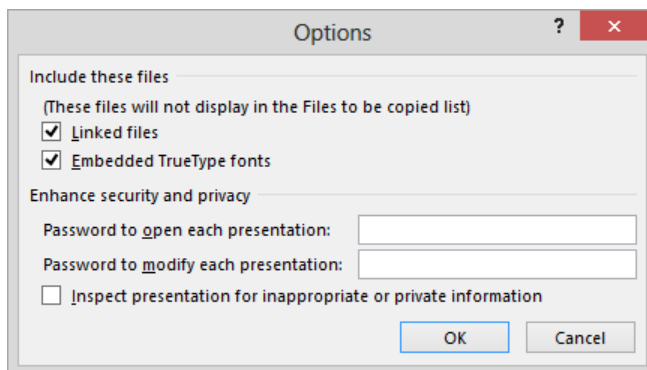 Options
?
Include these files
(These files will not display in the Files to be copied list)
Linked files
Embedded TrueType fonts
Enhance security and privacy
Password to open each presentation:
Password to modify each presentation:
Inspect presentation for inappropriate or private information
OK Cancel